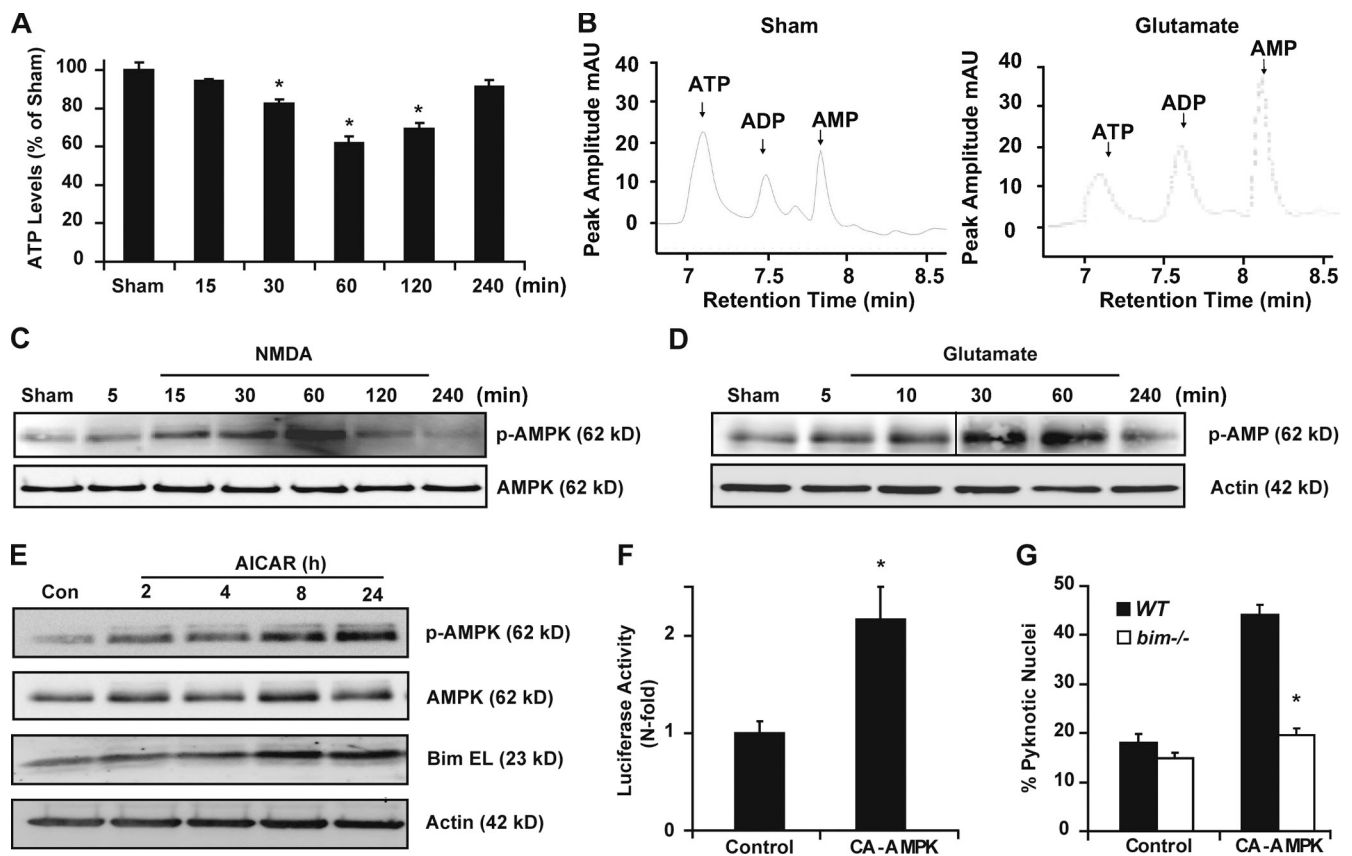 A
ATP Levels (% of Sham)
100
80
60
40
20
0
* * *
Sham 15 30 60 120 240 (min)
B
Sham
Peak Amplitude mAU
40
30
20
10
0
ATP ADP AMP
7 7.5 8 8.5
Retention Time (min)
Glutamate
Peak Amplitude mAU
40
30
20
10
0
ATP ADP AMP
7 7.5 8 8.5
Retention Time (min)
C
NMDA
Sham 5 15 30 60 120 240 (min)
p-AMPK (62 kD)
AMPK (62 kD)
D
Glutamate
Sham 5 10 30 60 240 (min)
p-AMP (62 kD)
Actin (42 kD)
E
AICAR (h)
Con 2 4 8 24
p-AMPK (62 kD)
AMPK (62 kD)
Bim EL (23 kD)
Actin (42 kD)
F
Luciferase Activity
(N-fold)
2
1
0
*
Control CA-AMPK
G
% Pyknotic Nuclei
50
40
30
20
10
0
WT
bim-/-
*
Control CA-AMPK